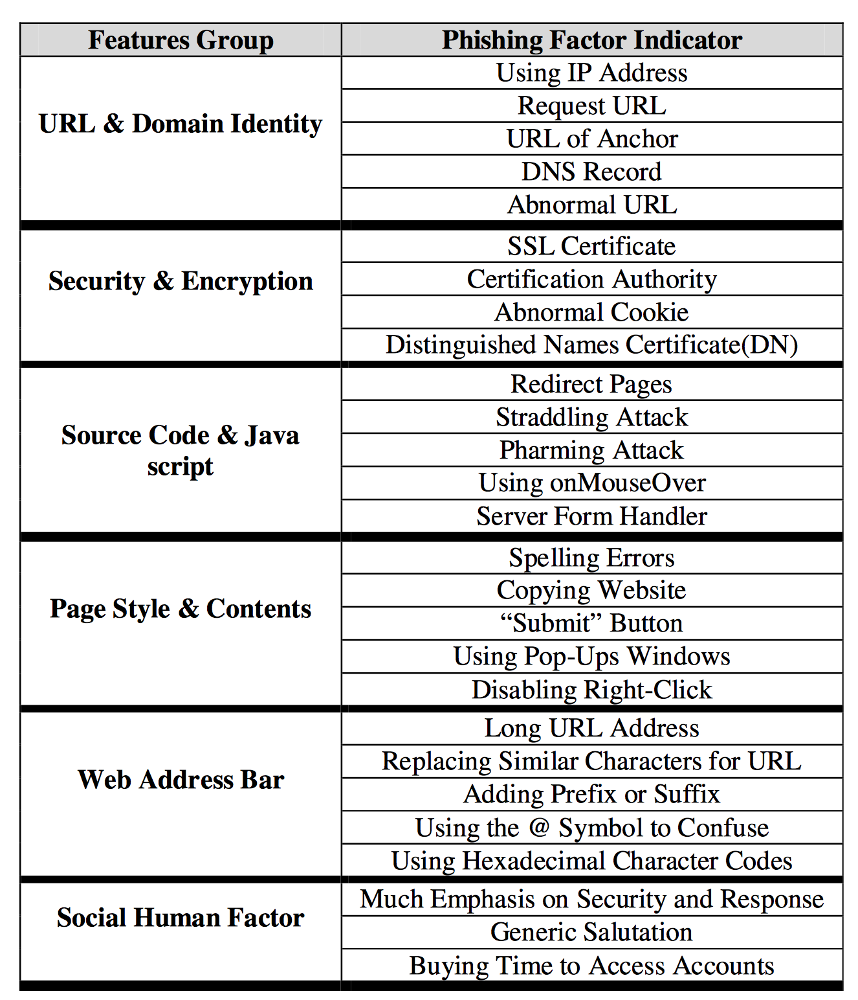 Features Group
Phishing Factor Indicator
URL & Domain Identity
Using IP Address
Request URL
URL of Anchor
DNS Record
Abnormal URL
Security & Encryption
SSL Certificate
Certification Authority
Abnormal Cookie
Distinguished Names Certificate(DN)
Source Code & Java
script
Redirect Pages
Straddling Attack
Pharming Attack
Using onMouseOver
Server Form Handler
Page Style & Contents
Spelling Errors
Copying Website
“Submit” Button
Using Pop-Ups Windows
Disabling Right-Click
Web Address Bar
Long URL Address
Replacing Similar Characters for URL
Adding Prefix or Suffix
Using the @ Symbol to Confuse
Using Hexadecimal Character Codes
Social Human Factor
Much Emphasis on Security and Response
Generic Salutation
Buying Time to Access Accounts